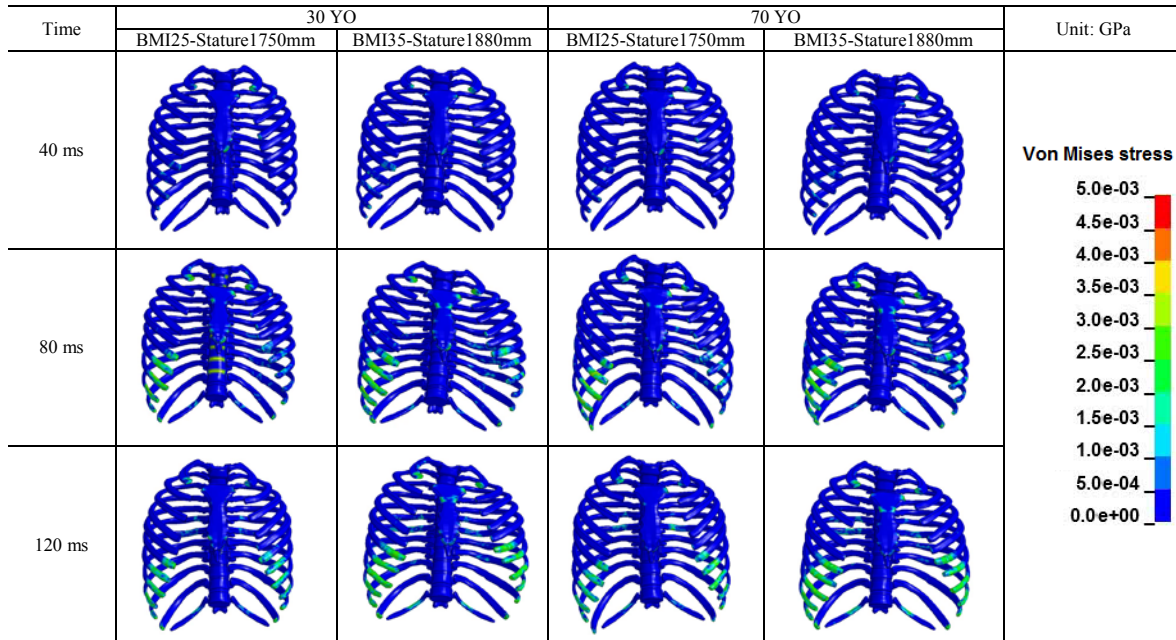 Time
30 YO
70 YO
Unit: GPa
BMI25-Stature1750mm
BMI35-Stature1880mm
BMI25-Stature1750mm
BMI35-Stature1880mm
40 ms
80 ms
120 ms
Von Mises stress
5.0e-03
4.5e-03
4.0e-03
3.5e-03
3.0e-03
2.5e-03
2.0e-03
1.5e-03
1.0e-03
5.0e-04
0.0e+00